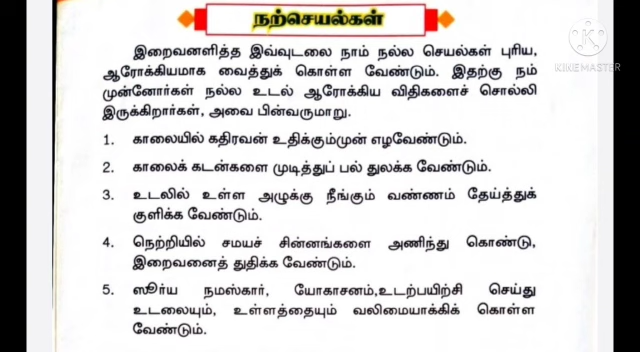 நற்செயல்கள்
இறைவனளித்த இவ்வுடலை நாம் நல்ல செயல்கள் புரிய,
ஆரோக்கியமாக வைத்துக் கொள்ள வேண்டும். இதற்கு நம்
முன்னோர்கள் நல்ல உடல் ஆரோக்கிய விதிகளைச் சொல்லி
இருக்கிறார்கள், அவை பின்வருமாறு.
1. காலையில் கதிரவன் உதிக்கும்முன் எழவேண்டும்.
2. காலைக் கடன்களை முடித்துப் பல் துலக்க வேண்டும்.
3. உடலில் உள்ள அழுக்கு நீங்கும் வண்ணம் தேய்த்துக்
குளிக்க வேண்டும்.
4. நெற்றியில் சமயச் சின்னங்களை அணிந்து கொண்டு,
இறைவனைத் துதிக்க வேண்டும்.
5. ஸூர்ய நமஸ்கார், யோகாசனம்,உடற்பயிற்சி செய்து
உடலையும், உள்ளத்தையும் வலிமையாக்கிக் கொள்ள
வேண்டும்.
KINEMASTER